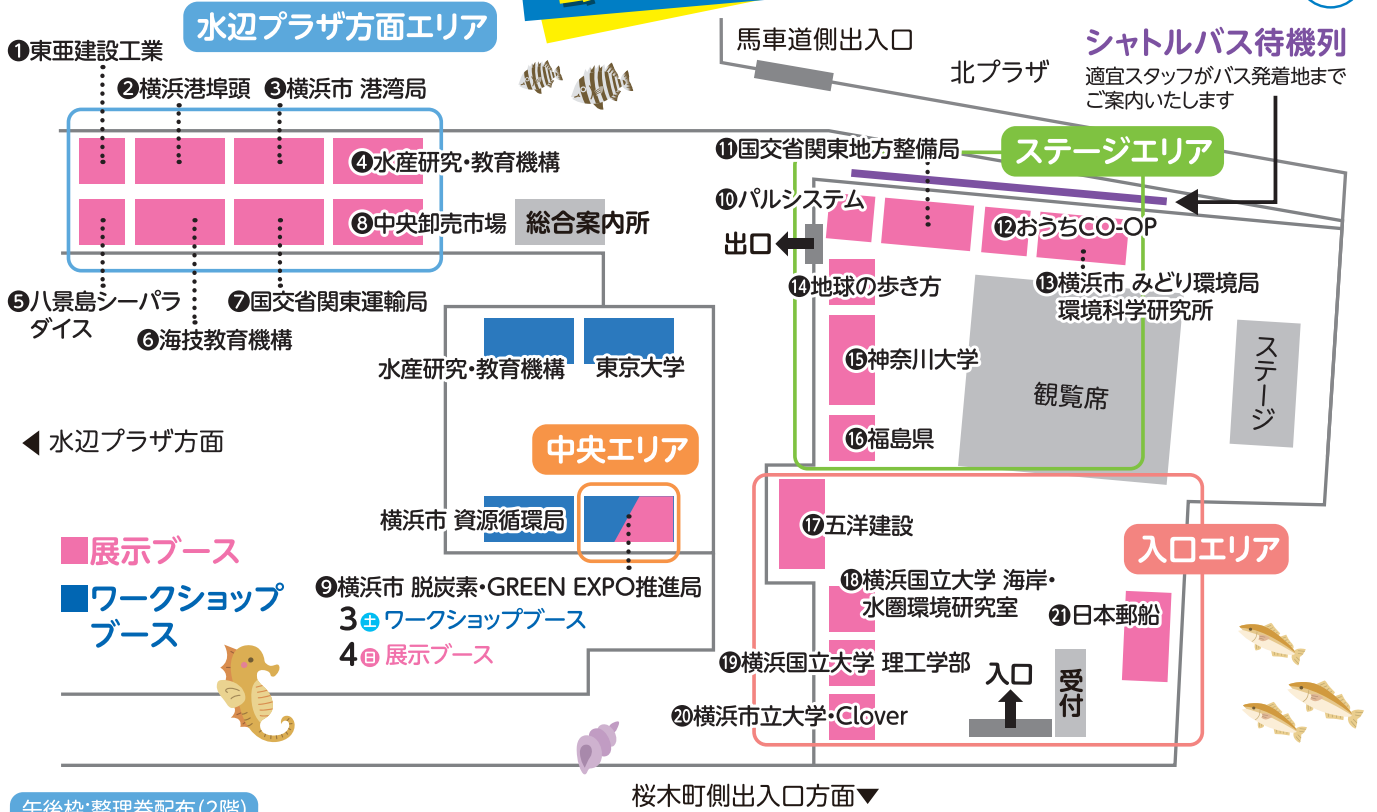 水辺プラザ方面エリア
❶東亜建設工業
❷横浜港埠頭
❸横浜市 港湾局
❹水産研究・教育機構
❽中央卸売市場
総合案内所
❺八景島シーパラ
ダイス
❻海技教育機構
❼国交省関東運輸局
馬車道側出入口
北プラザ
シャトルバス待機列
適宜スタッフがバス発着地まで
ご案内いたします
ステージエリア
⓫国交省関東地方整備局
❿パルシステム
⓬おうちCO-OP
出口
⓭横浜市 みどり環境局
環境科学研究所
⓮地球の歩き方
⓯神奈川大学
⓰福島県
観覧席
ステージ
水産研究・教育機構
東京大学
◀水辺プラザ方面
中央エリア
横浜市 資源循環局
❾横浜市 脱炭素・GREEN EXPO推進局
3土 ワークショップブース
4日 展示ブース
展示ブース
ワークショップ
ブース
入口エリア
⓱五洋建設
⓲横浜国立大学 海岸・
水圏環境研究室
㉑日本郵船
⓳横浜国立大学 理工学部
入口
受付
⓴横浜市立大学・Clover
桜木町側出入口方面▼
午後枠:整理券配布(2階)